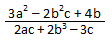 3a² − 2b²c + 4b
2ac + 2b³ − 3c